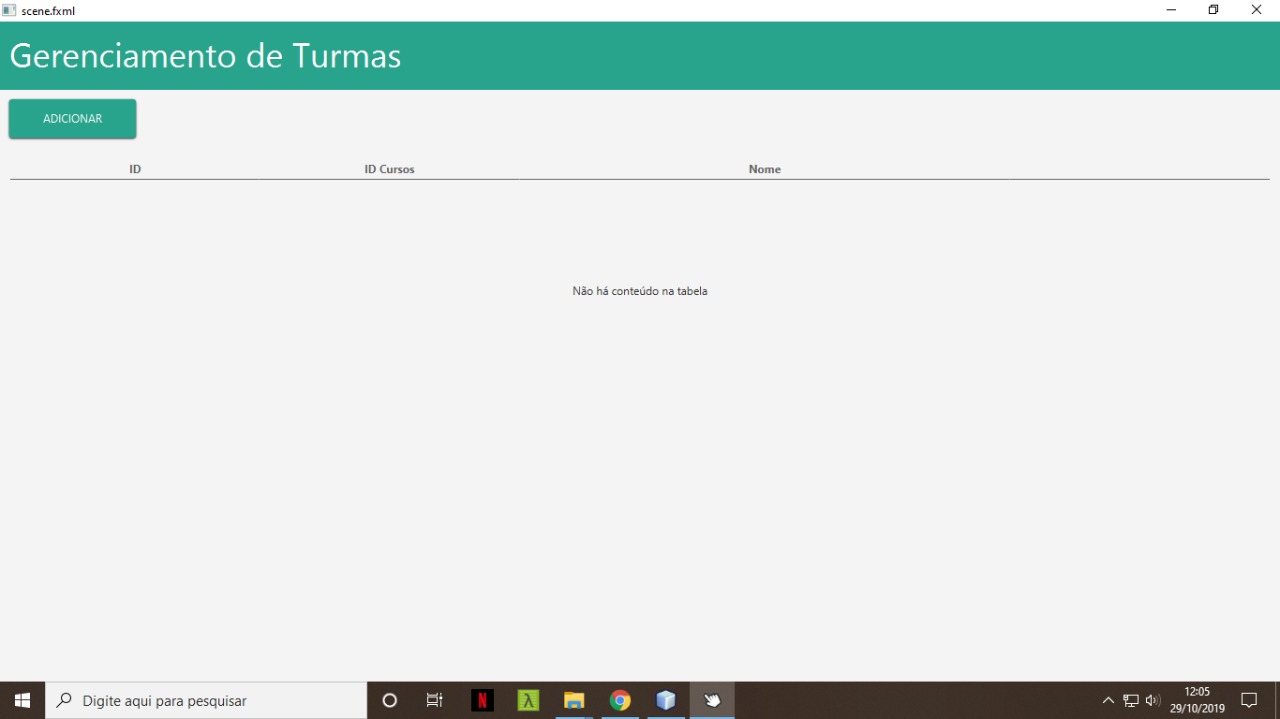 scene.fxml
Gerenciamento de Turmas
ADICIONAR
ID ID Cursos Nome
Não há conteúdo na tabela
Digite aqui para pesquisar
N λ
12:05
29/10/2019